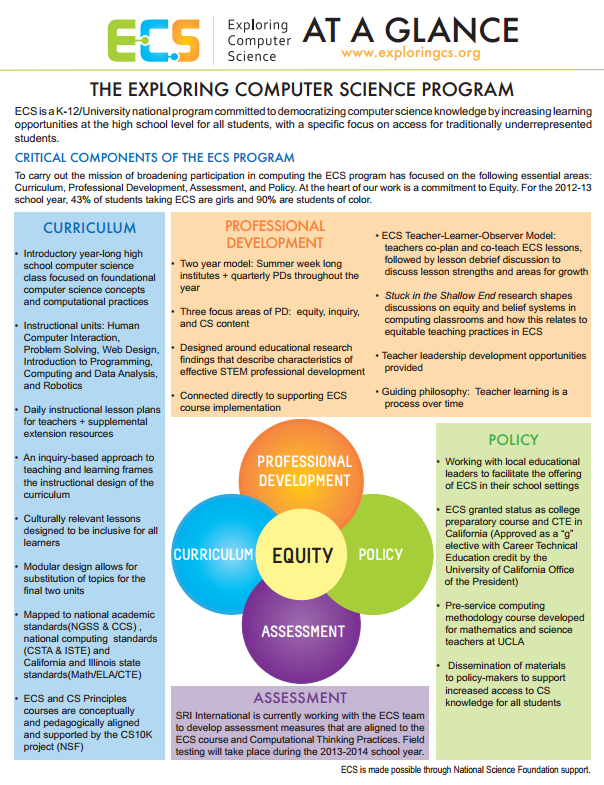 ECS
Exploring
Computer
Science
AT A GLANCE
www.exploringcs.org
THE EXPLORING COMPUTER SCIENCE PROGRAM
ECS is a K-12/University national program committed to democratizing computer science knowledge by increasing learning
opportunities at the high school level for all students, with a specific focus on access for traditionally underrepresented
students.
CRITICAL COMPONENTS OF THE ECS PROGRAM
To carry out the mission of broadening participation in computing the ECS program has focused on the following essential areas:
Curriculum, Professional Development, Assessment, and Policy. At the heart of our work is a commitment to Equity. For the 2012-13
school year, 43% of students taking ECS are girls and 90% are students of color.
CURRICULUM
• Introductory year-long high
school computer science
class focused on foundational
computer science concepts
and computational practices
• Instructional units: Human
Computer Interaction,
Problem Solving, Web Design,
Introduction to Programming,
Computing and Data Analysis,
and Robotics
• Daily instructional lesson plans
for teachers + supplemental
extension resources
• An inquiry-based approach to
teaching and learning frames
the instructional design of the
curriculum
• Culturally relevant lessons
designed to be inclusive for all
learners
• Modular design allows for
substitution of topics for the
final two units
• Mapped to national academic
standards(NGSS & CCS) ,
national computing standards
(CSTA & ISTE) and
California and Illinois state
standards(Math/ELA/CTE)
• ECS and CS Principles
courses are conceptually
and pedagogically aligned
and supported by the CS10K
project (NSF)
PROFESSIONAL
DEVELOPMENT
• Two year model: Summer week long
institutes + quarterly PDs throughout the
year
• Three focus areas of PD: equity, inquiry,
and CS content
• Designed around educational research
findings that describe characteristics of
effective STEM professional development
• Connected directly to supporting ECS
course implementation
• ECS Teacher-Learner-Observer Model:
teachers co-plan and co-teach ECS lessons,
followed by lesson debrief discussion to
discuss lesson strengths and areas for growth
• Stuck in the Shallow End research shapes
discussions on equity and belief systems in
computing classrooms and how this relates to
equitable teaching practices in ECS
• Teacher leadership development opportunities
provided
• Guiding philosophy: Teacher learning is a
process over time
PROFESSIONAL
DEVELOPMENT
CURRICULUM
EQUITY
POLICY
ASSESSMENT
POLICY
• Working with local educational
leaders to facilitate the offering
of ECS in their school settings
• ECS granted status as college
preparatory course and CTE in
California (Approved as a “g”
elective with Career Technical
Education credit by the
University of California Office
of the President)
• Pre-service computing
methodology course developed
for mathematics and science
teachers at UCLA
• Dissemination of materials
to policy-makers to support
increased access to CS
knowledge for all students
ASSESSMENT
SRI International is currently working with the ECS team
to develop assessment measures that are aligned to the
ECS course and Computational Thinking Practices. Field
testing will take place during the 2013-2014 school year.
ECS is made possible through National Science Foundation support.